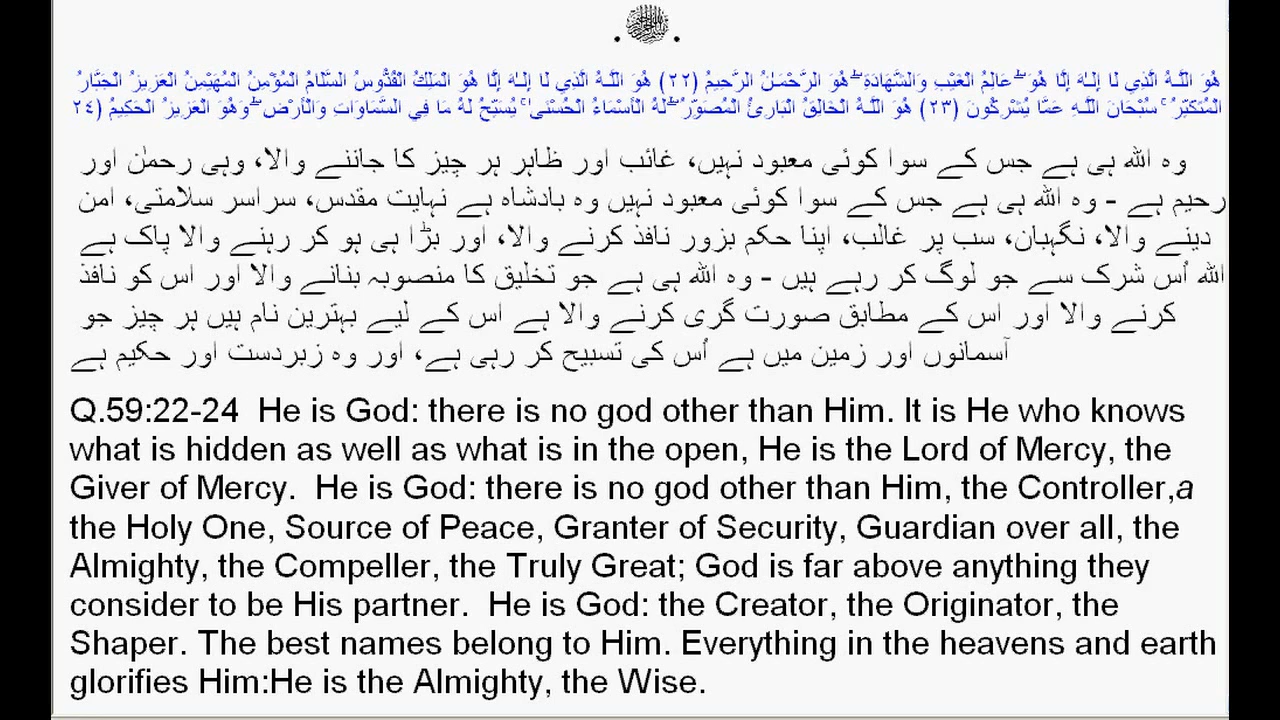 هُوَ اللَّـهُ الَّذِي لَا إِلَـٰهَ إِلَّا هُوَ ۖ عَالِمُ الْغَيْبِ وَالشَّهَادَةِ ۖ هُوَ الرَّحْمَـٰنُ الرَّحِيمُ (٢٢) هُوَ اللَّـهُ الَّذِي لَا إِلَـٰهَ إِلَّا هُوَ الْمَلِكُ الْقُدُّوسُ السَّلَامُ الْمُؤْمِنُ الْمُهَيْمِنُ الْعَزِيزُ الْجَبَّارُ
الْمُتَكَبِّرُ ۚ سُبْحَانَ اللَّـهِ عَمَّا يُشْرِكُونَ (٢٣) هُوَ اللَّـهُ الْخَالِقُ الْبَارِئُ الْمُصَوِّرُ ۖ لَهُ الْأَسْمَاءُ الْحُسْنَىٰ ۚ يُسَبِّحُ لَهُ مَا فِي السَّمَاوَاتِ وَالْأَرْضِ ۖ وَهُوَ الْعَزِيزُ الْحَكِيمُ (٢٤
وہ الله ہی ہے جس کے سوا کوئی معبود نہیں، غائب اور ظاہر ہر چیز کا جاننے والا، وہی رحمٰن اور
رحیم ہے - وہ الله ہی ہے جس کے سوا کوئی معبود نہیں وہ بادشاہ ہے نہایت مقدس، سراسر سلامتی، امن
دینے والا، نگہبان، سب پر غالب، اپنا حکم بزور نافذ کرنے والا، اور بڑا ہی ہو کر رہنے والا پاک ہے
الله اُس شرک سے جو لوگ کر رہے ہیں - وہ الله ہی ہے جو تخلیق کا منصوبہ بنانے والا اور اس کو نافذ
کرنے والا اور اس کے مطابق صورت گری کرنے والا ہے اس کے لیے بہترین نام ہیں ہر چیز جو
آسمانوں اور زمین میں ہے اُس کی تسبیح کر رہی ہے، اور وہ زبردست اور حکیم ہے
Q.59:22-24 He is God: there is no god other than Him. It is He who knows
what is hidden as well as what is in the open, He is the Lord of Mercy, the
Giver of Mercy. He is God: there is no god other than Him, the Controller,a
the Holy One, Source of Peace, Granter of Security, Guardian over all, the
Almighty, the Compeller, the Truly Great; God is far above anything they
consider to be His partner. He is God: the Creator, the Originator, the
Shaper. The best names belong to Him. Everything in the heavens and earth
glorifies Him:He is the Almighty, the Wise.